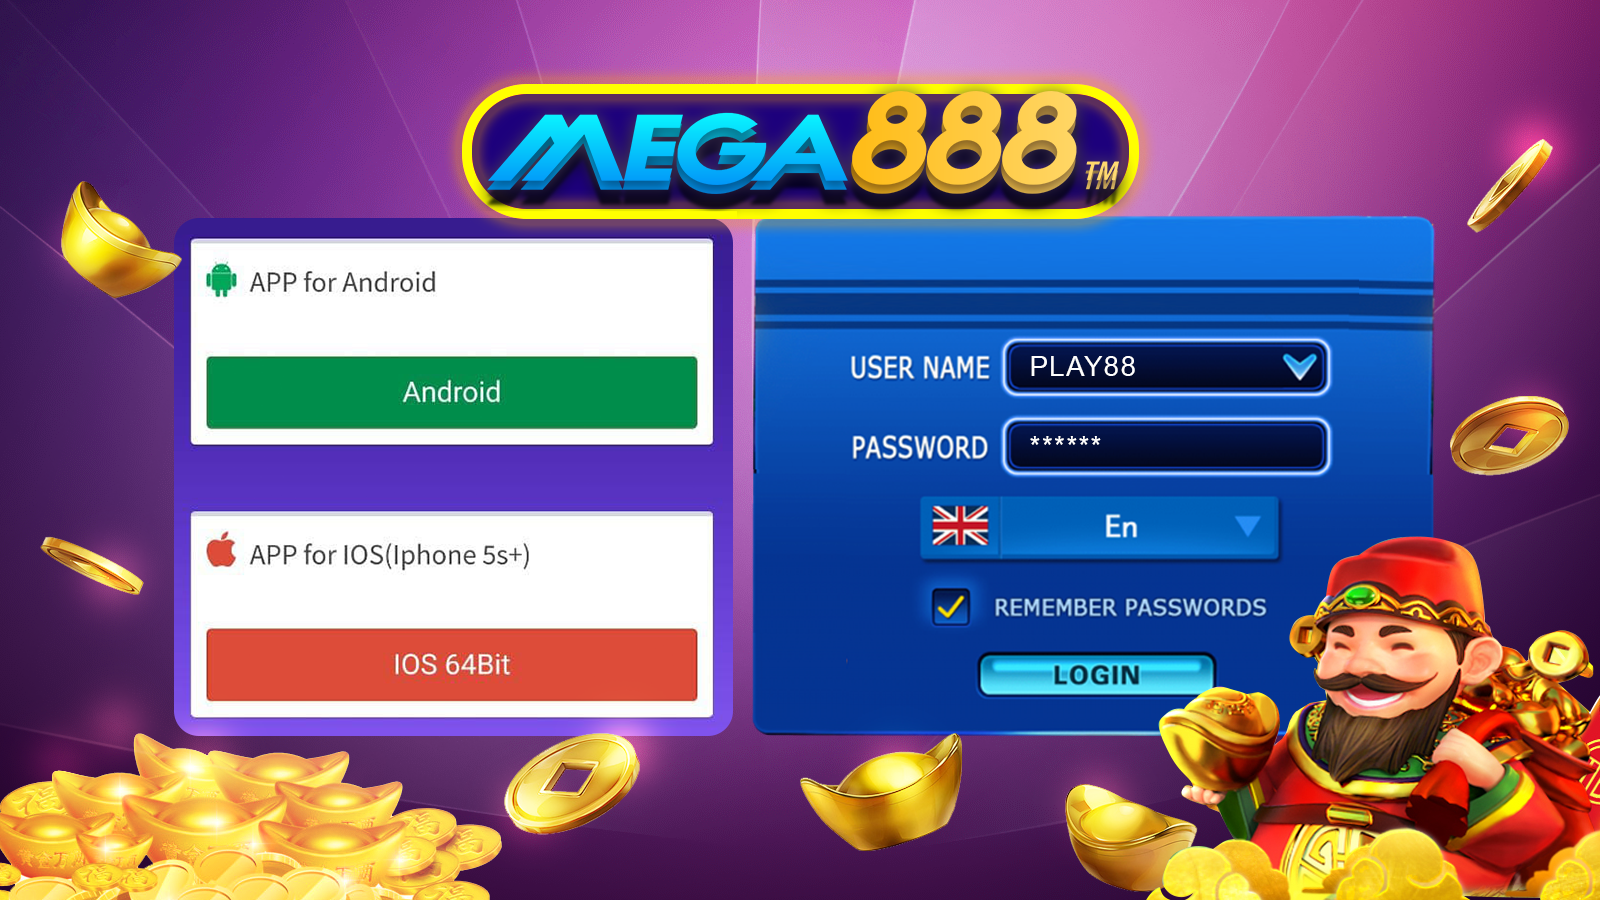 MEGA888 TM
APP for Android
Android
APP for IOS(Iphone 5s+)
IOS 64Bit
USER NAME PLAY88
PASSWORD ******
En
REMEMBER PASSWORDS
LOGIN